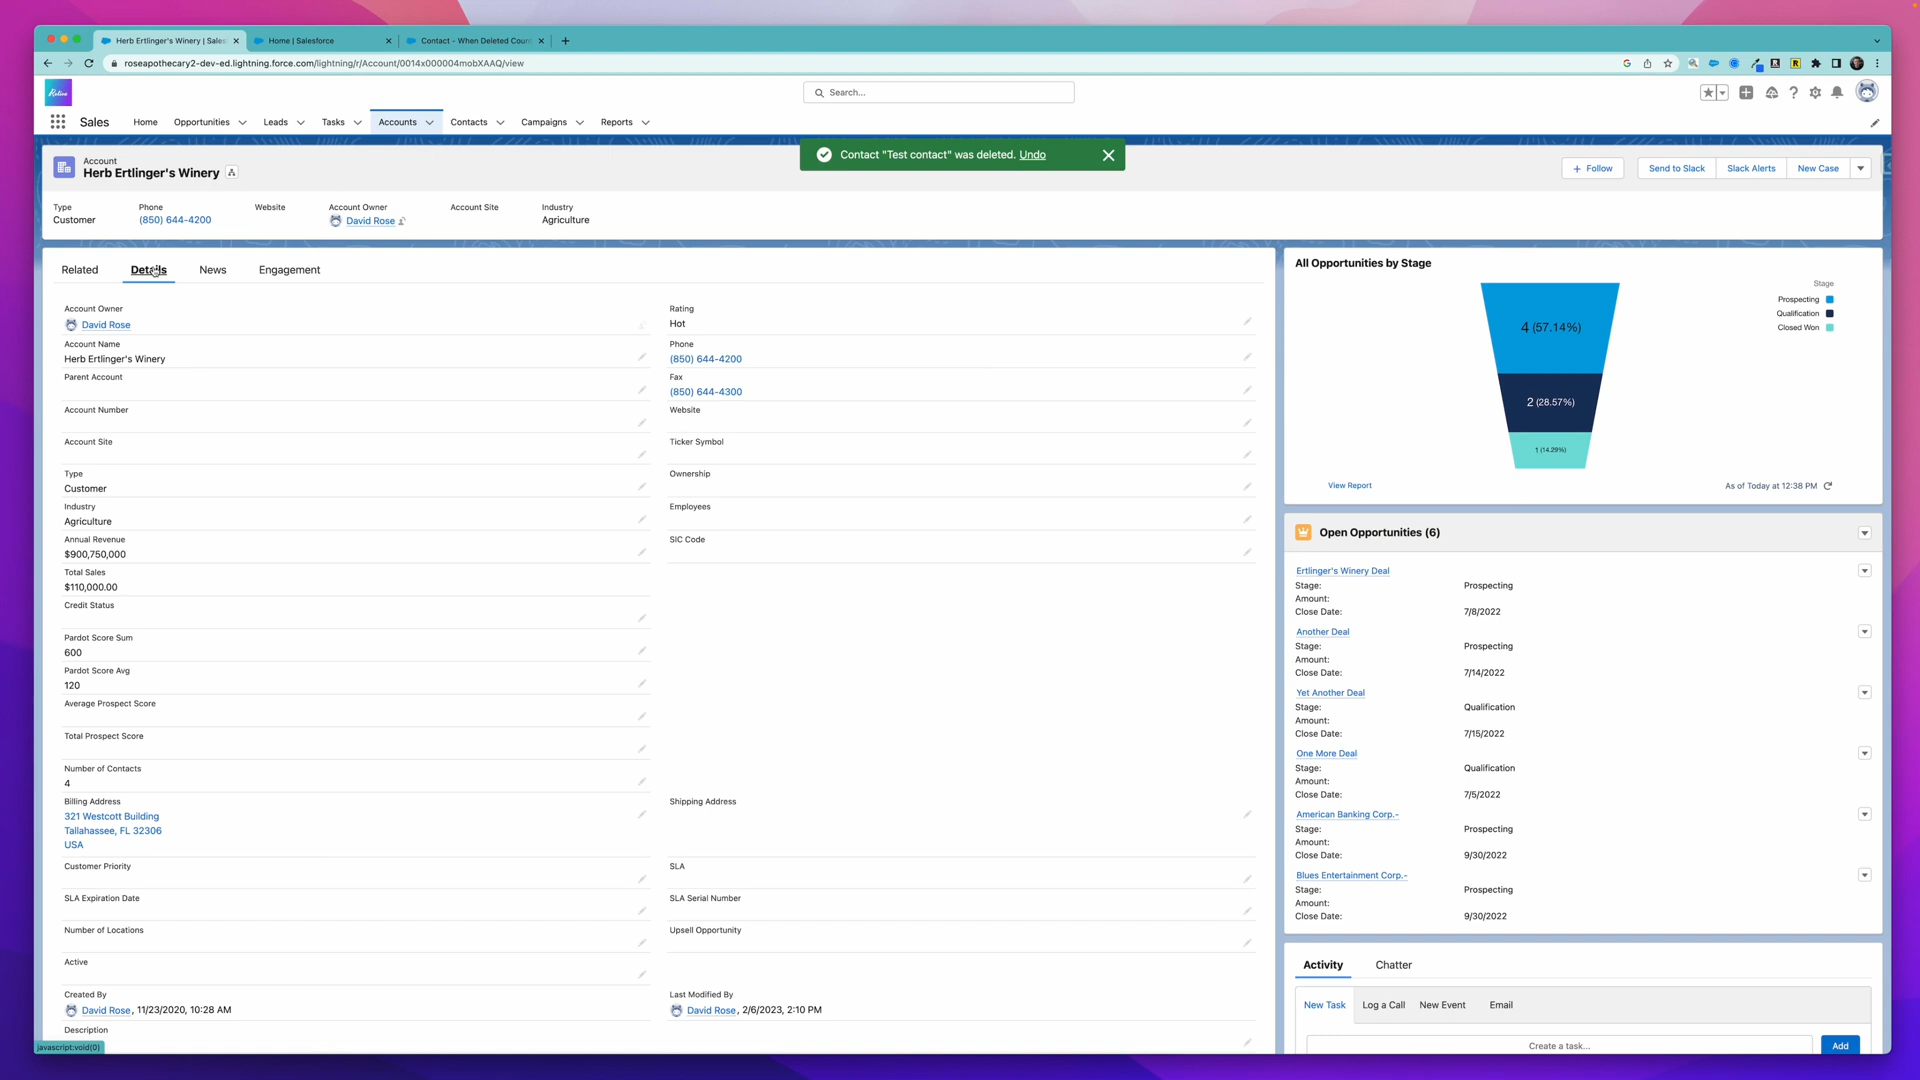 Herb Ertlinger's Winery | Sales
Home | Salesforce
Contact - When Deleted Coun
roseapothecary2-dev-ed.lightning.force.com/lightning/r/Account/0014x000004mobXAAQ/view
Relive
Search...
Sales
Home
Opportunities
Leads
Tasks
Accounts
Contacts
Campaigns
Reports
Contact "Test contact" was deleted. Undo
Account
Herb Ertlinger's Winery
+ Follow
Send to Slack
Slack Alerts
New Case
Type
Customer
Phone
(850) 644-4200
Website
Account Owner
David Rose
Account Site
Industry
Agriculture
Related
Details
News
Engagement
Account Owner
David Rose
Rating
Hot
Account Name
Herb Ertlinger's Winery
Phone
(850) 644-4200
Parent Account
Fax
(850) 644-4300
Account Number
Website
Account Site
Ticker Symbol
Type
Customer
Ownership
Industry
Agriculture
Employees
Annual Revenue
$900,750,000
SIC Code
Total Sales
$110,000.00
Credit Status
Pardot Score Sum
600
Pardot Score Avg
120
Average Prospect Score
Total Prospect Score
Number of Contacts
4
Billing Address
321 Westcott Building
Tallahassee, FL 32306
USA
Shipping Address
Customer Priority
SLA
SLA Expiration Date
SLA Serial Number
Number of Locations
Upsell Opportunity
Active
Created By
David Rose, 11/23/2020, 10:28 AM
Last Modified By
David Rose, 2/6/2023, 2:10 PM
Description
javascript:void(0)
All Opportunities by Stage
Stage
Prospecting
Qualification
Closed Won
4 (57.14%)
2 (28.57%)
1 (14.29%)
View Report
As of Today at 12:38 PM
Open Opportunities (6)
Ertlinger's Winery Deal
Stage: Prospecting
Amount:
Close Date: 7/8/2022
Another Deal
Stage: Prospecting
Amount:
Close Date: 7/14/2022
Yet Another Deal
Stage: Qualification
Amount:
Close Date: 7/15/2022
One More Deal
Stage: Qualification
Amount:
Close Date: 7/5/2022
American Banking Corp.-
Stage: Prospecting
Amount:
Close Date: 9/30/2022
Blues Entertainment Corp.-
Stage: Prospecting
Amount:
Close Date: 9/30/2022
Activity
Chatter
New Task
Log a Call
New Event
Email
Create a task...
Add